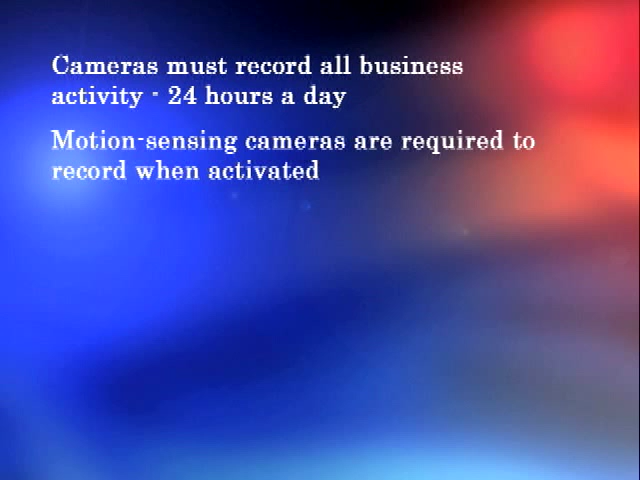 Cameras must record all business
activity - 24 hours a day
Motion-sensing cameras are required to
record when activated